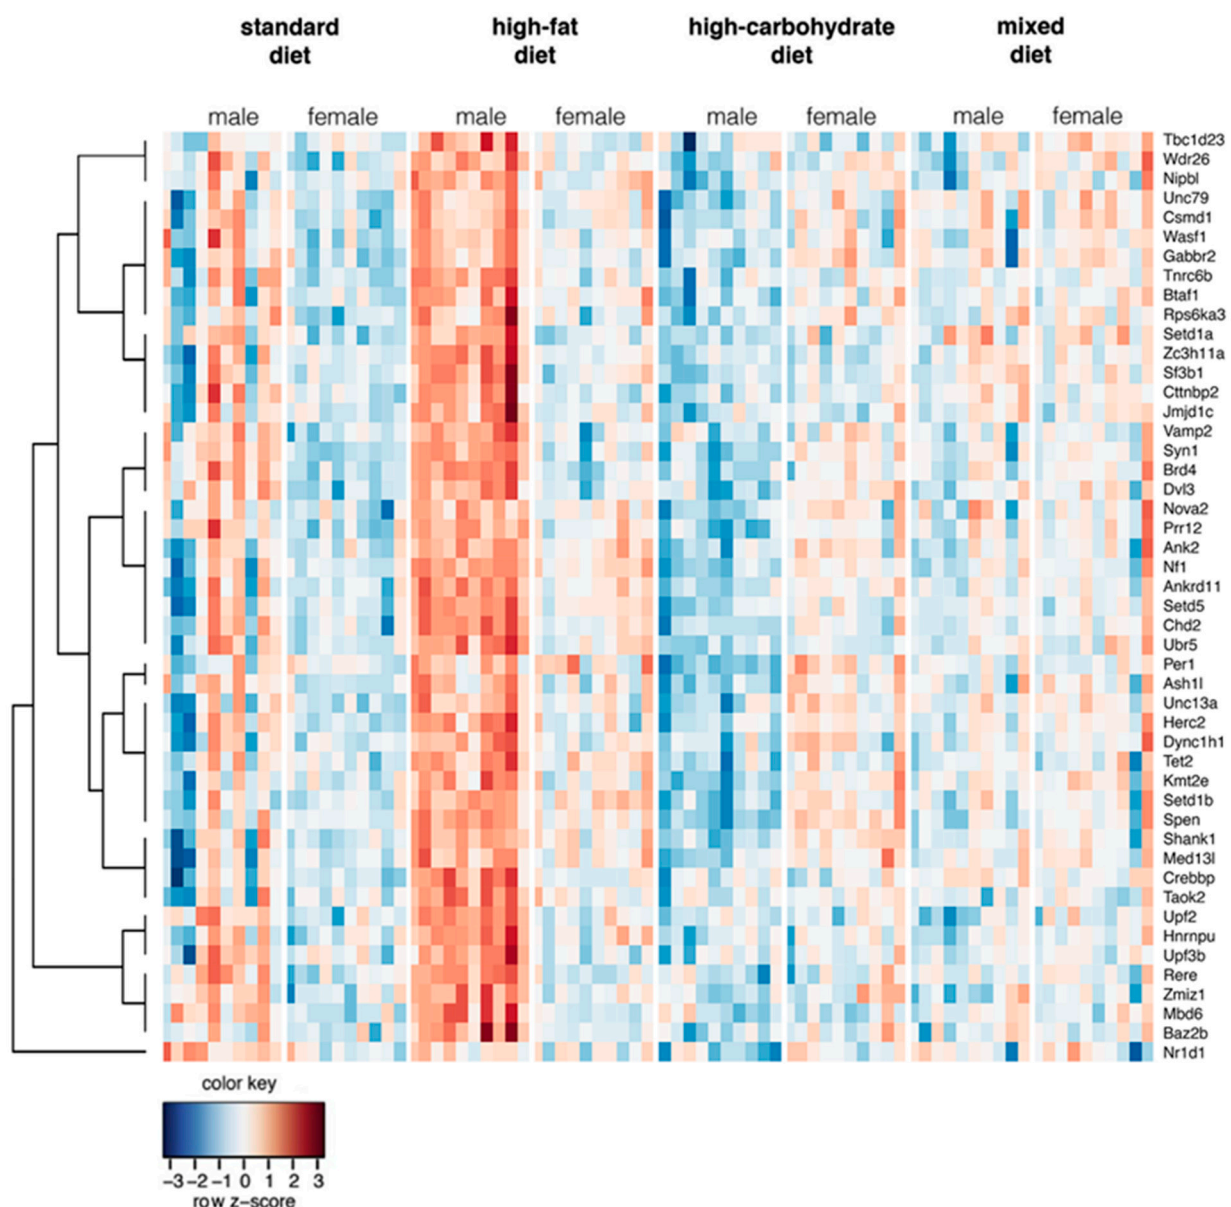 standard high-fat high-carbohydrate mixed
diet diet diet diet
male female male female male female male female
Tbc1d23
Wdr26
Nipbl
Unc79
Csmd1
Wasf1
Gabbr2
Tnrc6b
Btaf1
Rps6ka3
Setd1a
Zc3h11a
Sf3b1
Cttnbp2
Jmjd1c
Vamp2
Syn1
Brd4
Dvl3
Nova2
Prr12
Ank2
Nf1
Ankrd11
Setd5
Chd2
Ubr5
Per1
Ash1l
Unc13a
Herc2
Dync1h1
Tet2
Kmt2e
Setd1b
Spen
Shank1
Med13l
Crebbp
Taok2
Upf2
Hnrnpu
Upf3b
Rere
Zmiz1
Mbd6
Baz2b
Nr1d1
color key
−3 −2 −1 0 1 2 3
row z−score